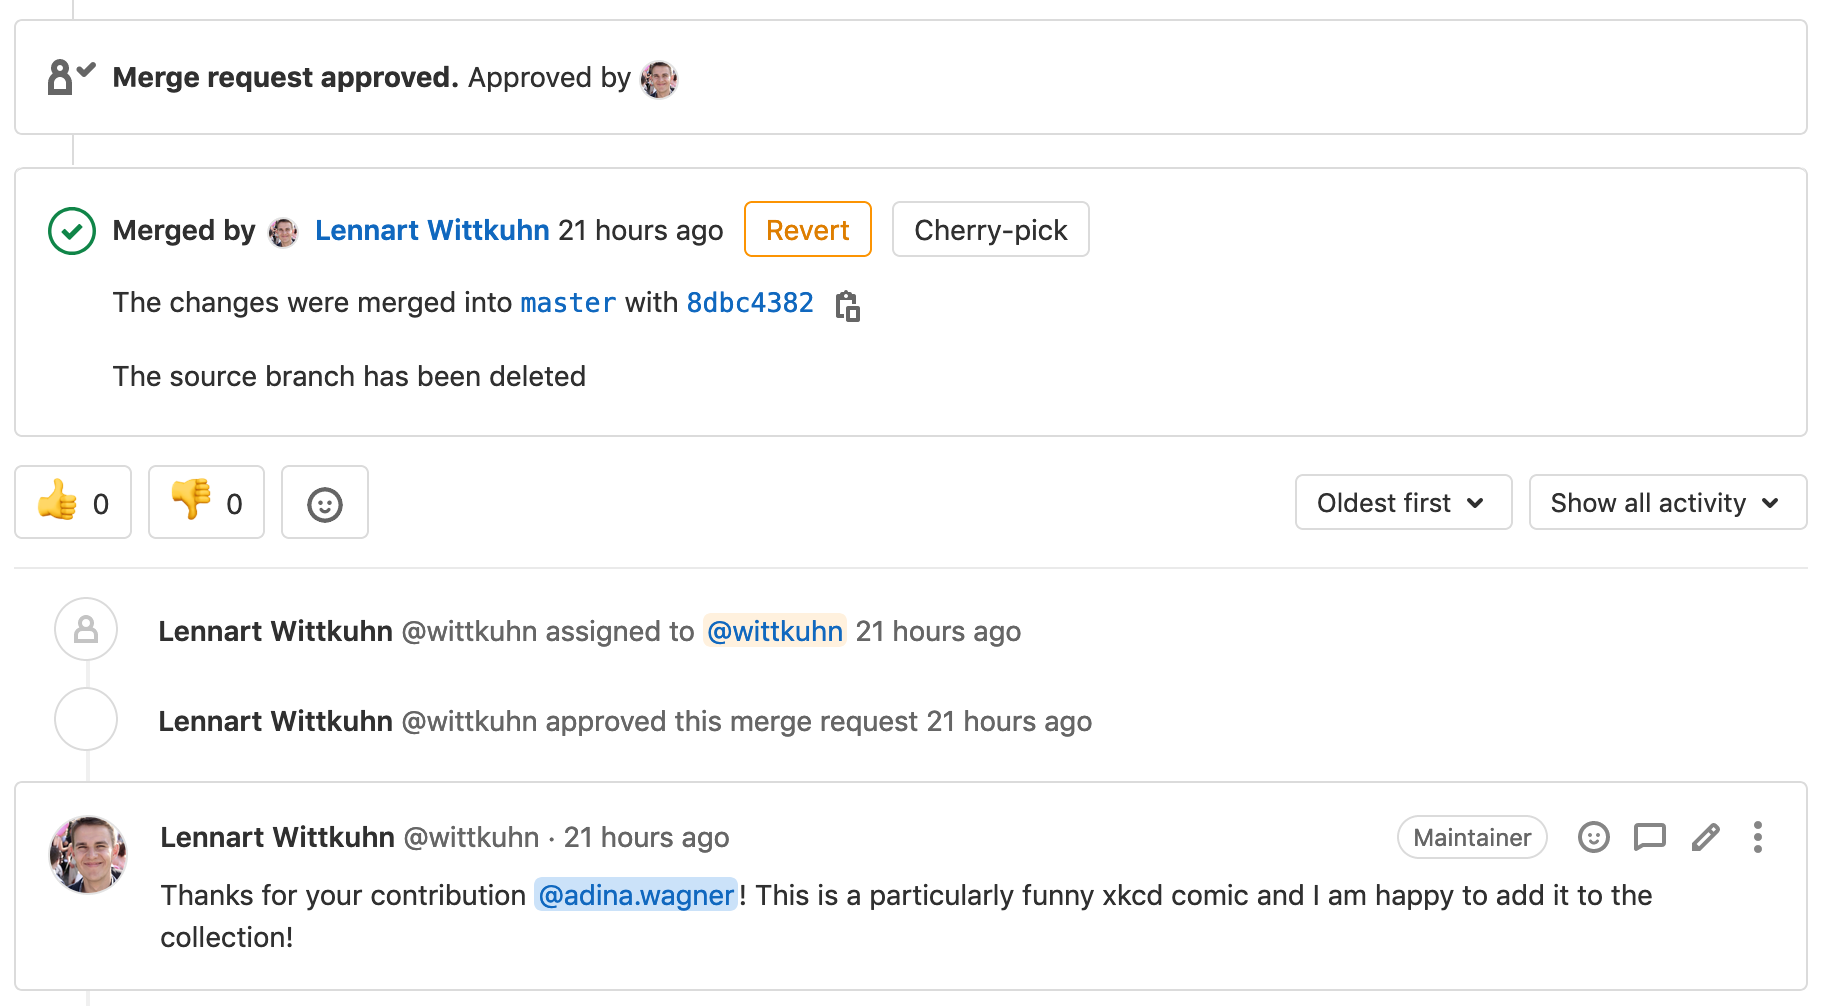 Merge request approved. Approved by
Merged by Lennart Wittkuhn 21 hours ago Revert Cherry-pick
The changes were merged into master with 8dbc4382
The source branch has been deleted
0 0 Oldest first Show all activity
Lennart Wittkuhn @wittkuhn assigned to @wittkuhn 21 hours ago
Lennart Wittkuhn @wittkuhn approved this merge request 21 hours ago
Lennart Wittkuhn @wittkuhn · 21 hours ago Maintainer
Thanks for your contribution @adina.wagner! This is a particularly funny xkcd comic and I am happy to add it to the
collection!